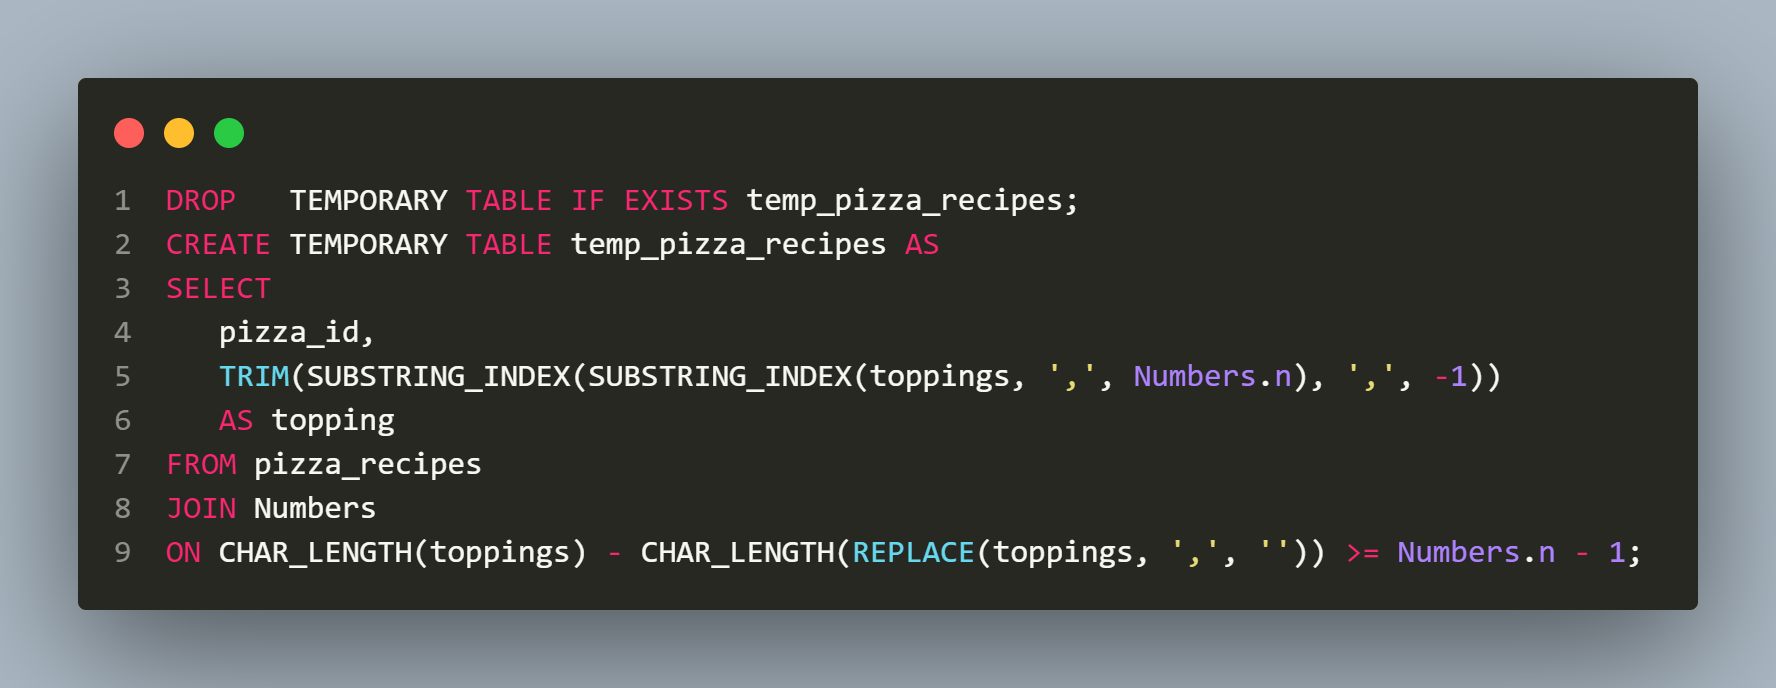 1 DROP   TEMPORARY TABLE IF EXISTS temp_pizza_recipes;
2 CREATE TEMPORARY TABLE temp_pizza_recipes AS
3 SELECT
4    pizza_id,
5    TRIM(SUBSTRING_INDEX(SUBSTRING_INDEX(toppings, ',', Numbers.n), ',', -1))
6    AS topping
7 FROM pizza_recipes
8 JOIN Numbers
9 ON CHAR_LENGTH(toppings) - CHAR_LENGTH(REPLACE(toppings, ',', '')) >= Numbers.n - 1;